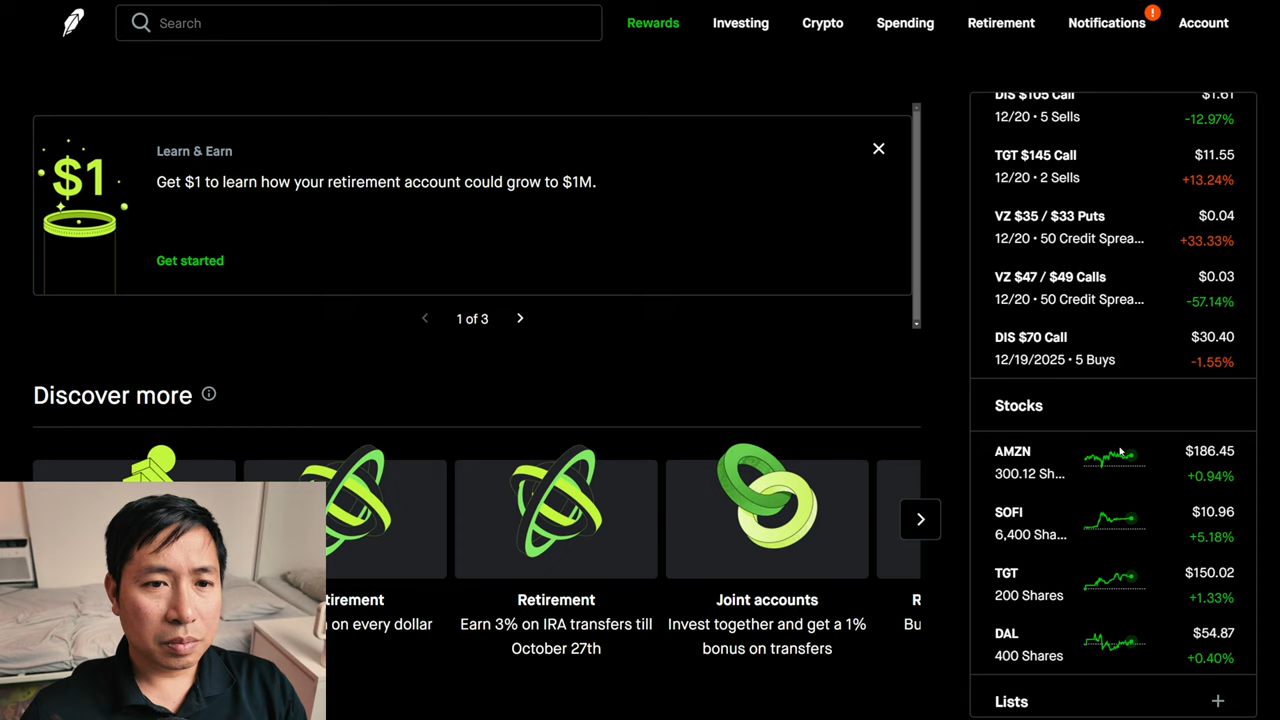 Search
Rewards
Investing
Crypto
Spending
Retirement
Notifications
!
Account
Learn & Earn
Get $1 to learn how your retirement account could grow to $1M.
$1
Get started
1 of 3
Discover more
tirement
on every dollar
Retirement
Earn 3% on IRA transfers till
October 27th
Joint accounts
Invest together and get a 1%
bonus on transfers
R
Bu
DIS $105 Call $1.61
12/20 • 5 Sells -12.97%
TGT $145 Call $11.55
12/20 • 2 Sells +13.24%
VZ $35 / $33 Puts $0.04
12/20 • 50 Credit Sprea... +33.33%
VZ $47 / $49 Calls $0.03
12/20 • 50 Credit Sprea... -57.14%
DIS $70 Call $30.40
12/19/2025 • 5 Buys -1.55%
Stocks
AMZN $186.45
300.12 Sh... +0.94%
SOFI $10.96
6,400 Sha... +5.18%
TGT $150.02
200 Shares +1.33%
DAL $54.87
400 Shares +0.40%
Lists +